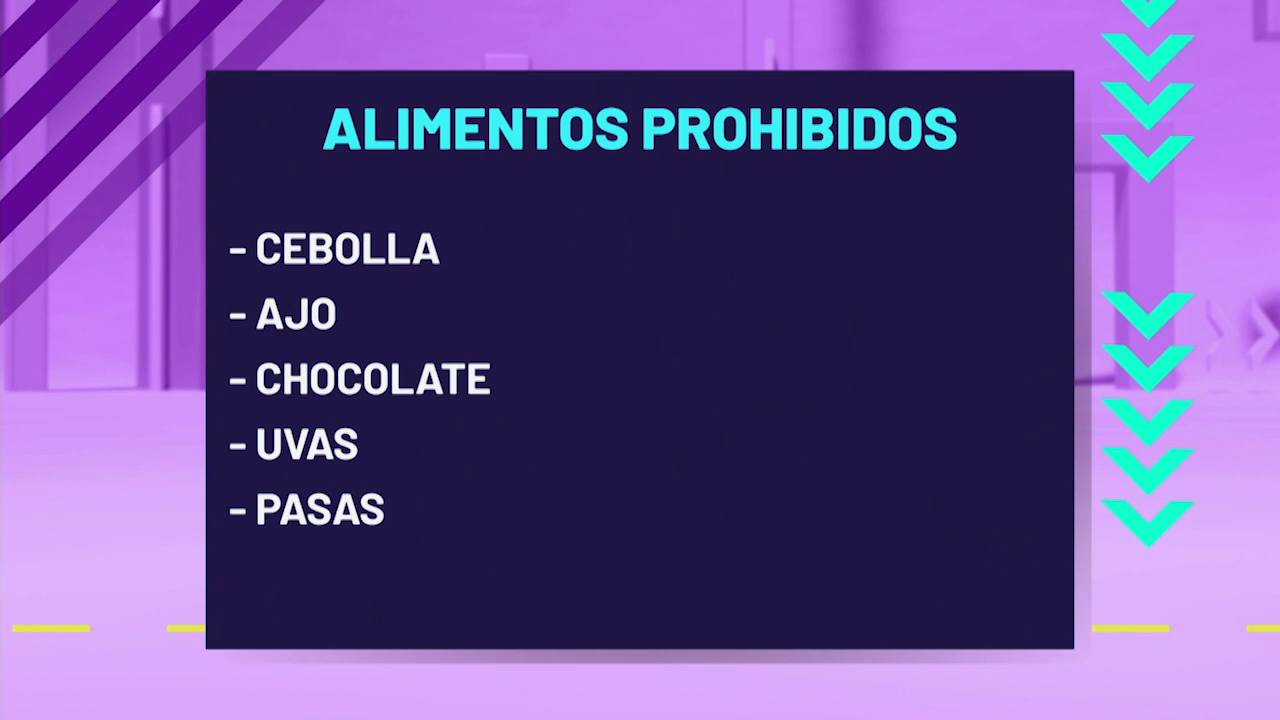 ALIMENTOS PROHIBIDOS
- CEBOLLA
- AJO
- CHOCOLATE
- UVAS
- PASAS